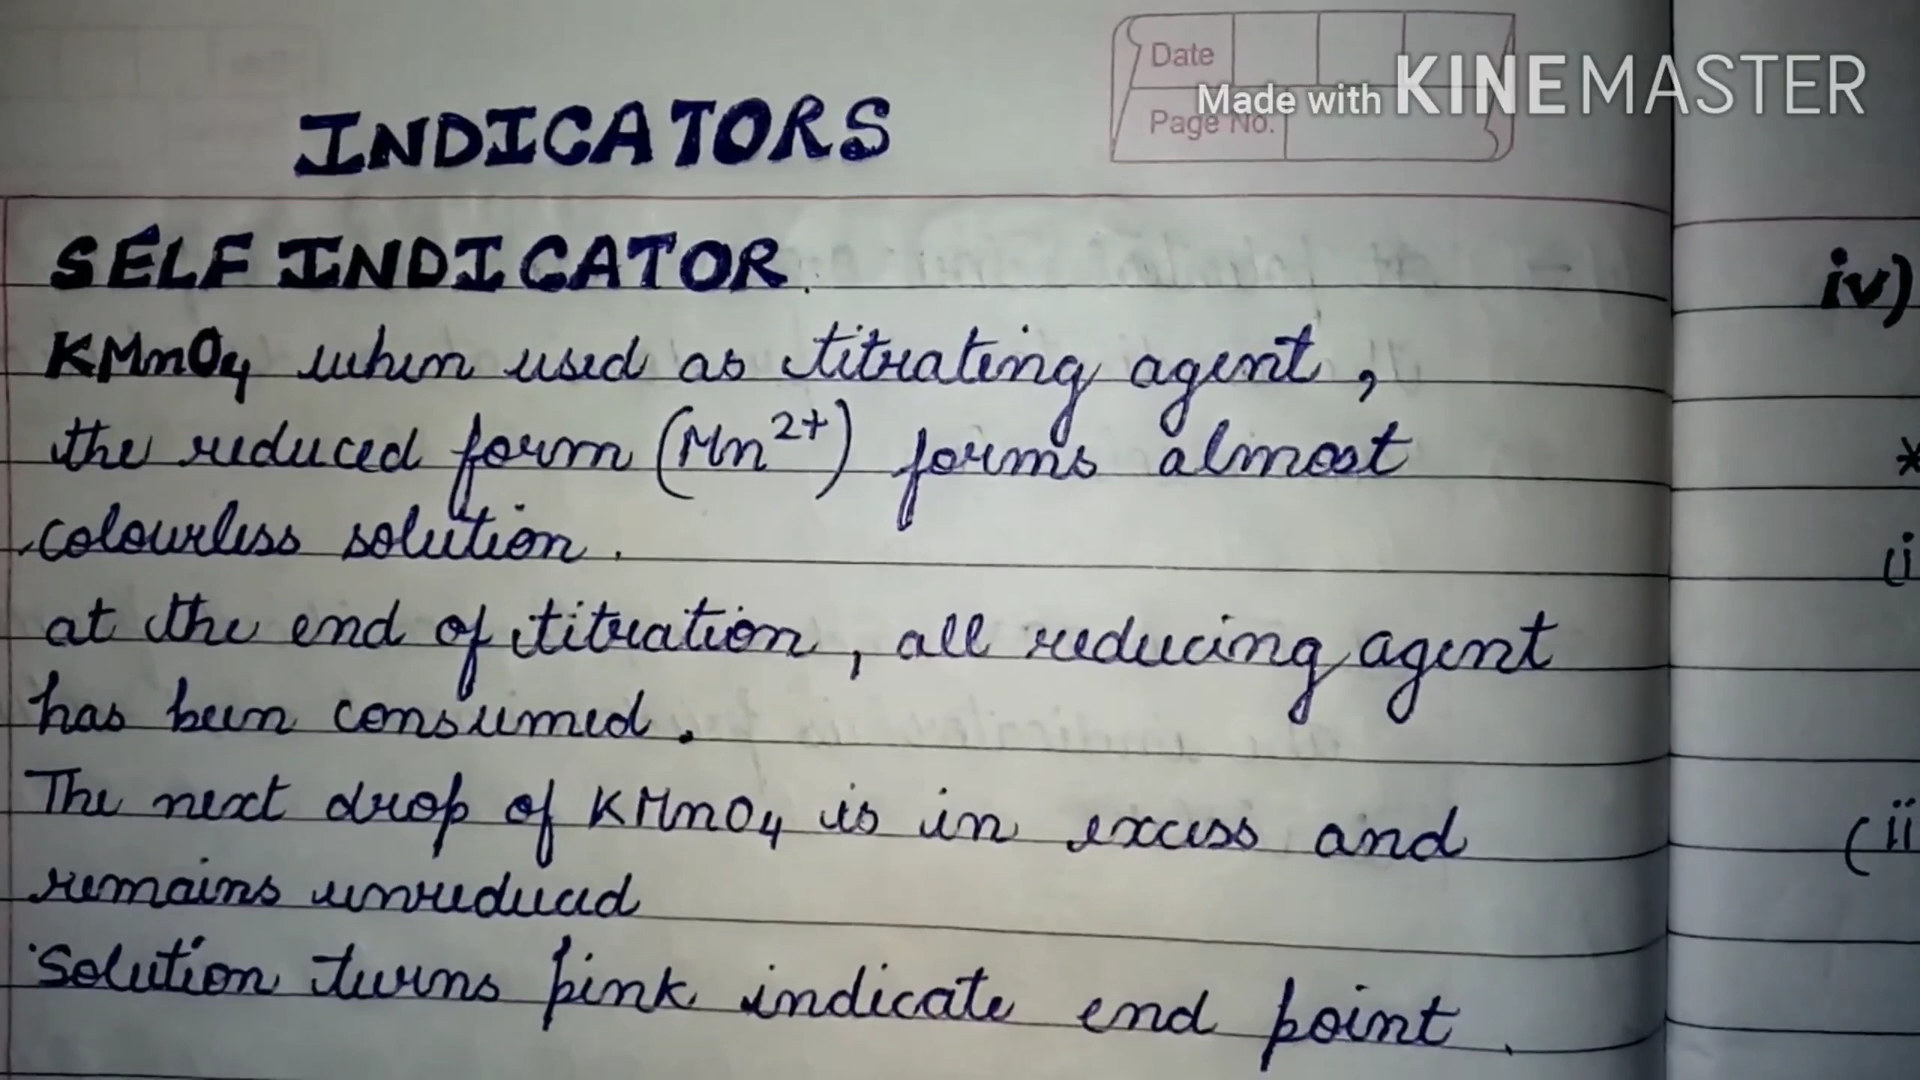 Date
Made with KINEMASTER
Page No.
INDICATORS
SELF INDICATOR
KMnO4 when used as titrating agent,
the reduced form (Mn2+) forms almost
colourless solution.
at the end of titration, all reducing agent
has been consumed.
The next drop of KMnO4 is in excess and
remains unreduced
Solution turns pink indicate end point.
iv)
*
(i
(ii